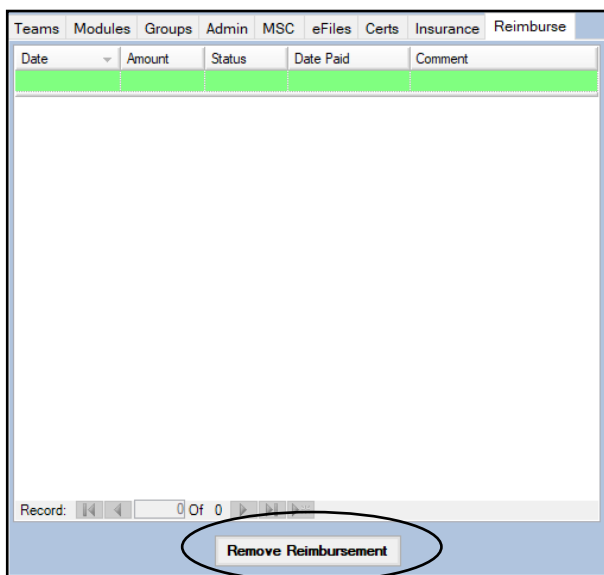 Teams Modules Groups Admin MSC eFiles Certs Insurance Reimburse
Date Amount Status Date Paid Comment
Record: 0 Of 0
Remove Reimbursement